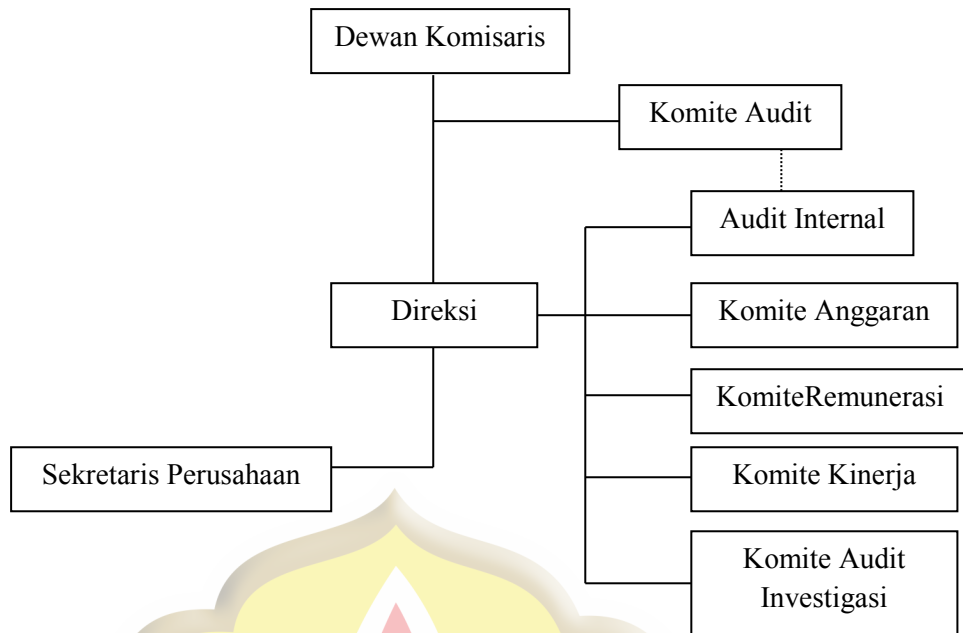 Dewan Komisaris
Komite Audit
Audit Internal
Direksi
Komite Anggaran
KomiteRemunerasi
Sekretaris Perusahaan
Komite Kinerja
Komite Audit
Investigasi